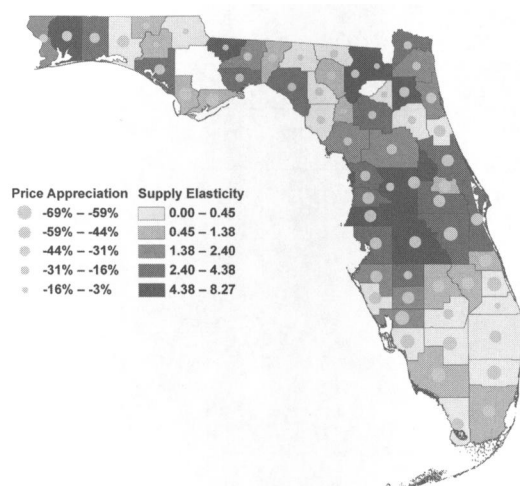 Price Appreciation Supply Elasticity
-69% – -59% 0.00 – 0.45
-59% – -44% 0.45 – 1.38
-44% – -31% 1.38 – 2.40
-31% – -16% 2.40 – 4.38
-16% – -3% 4.38 – 8.27